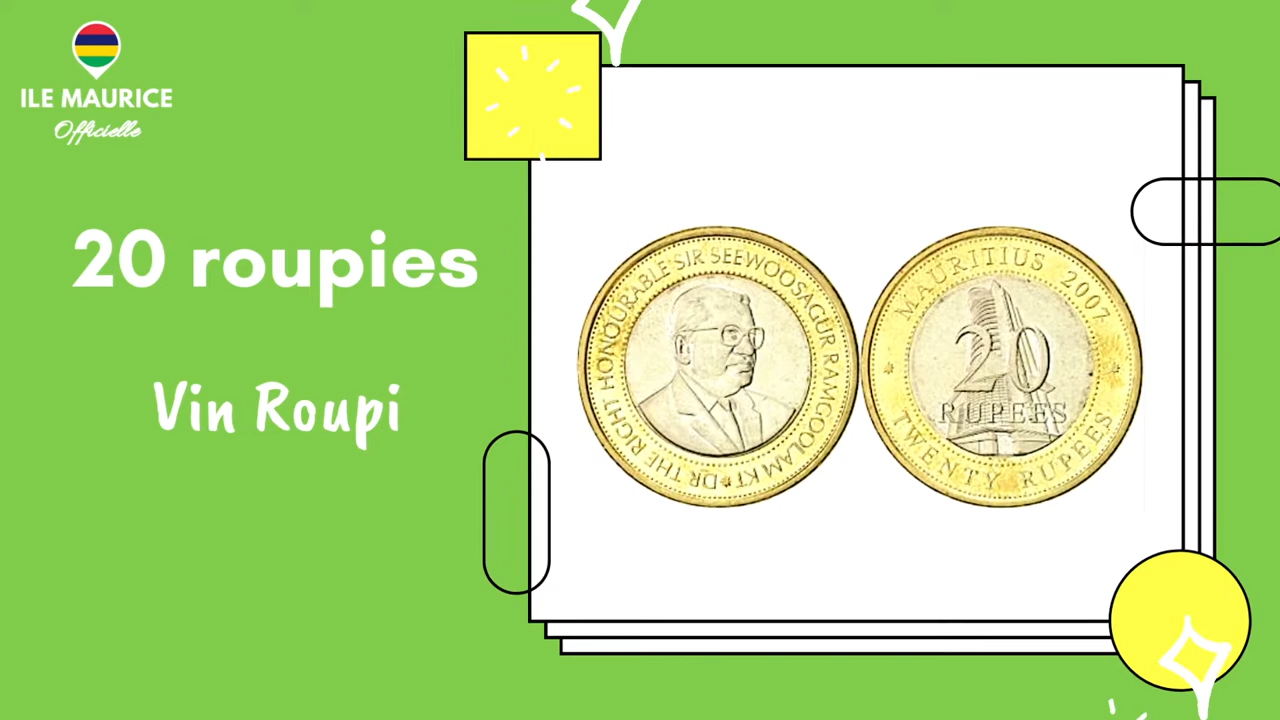 ILE MAURICE
Officielle
20 roupies
Vin Roupi
DR THE RIGHT HONOURABLE SIR SEEWOOSAGUR RAMGOOLAM KT
MAURITIUS 2007
20
RUPEES
TWENTY RUPEES